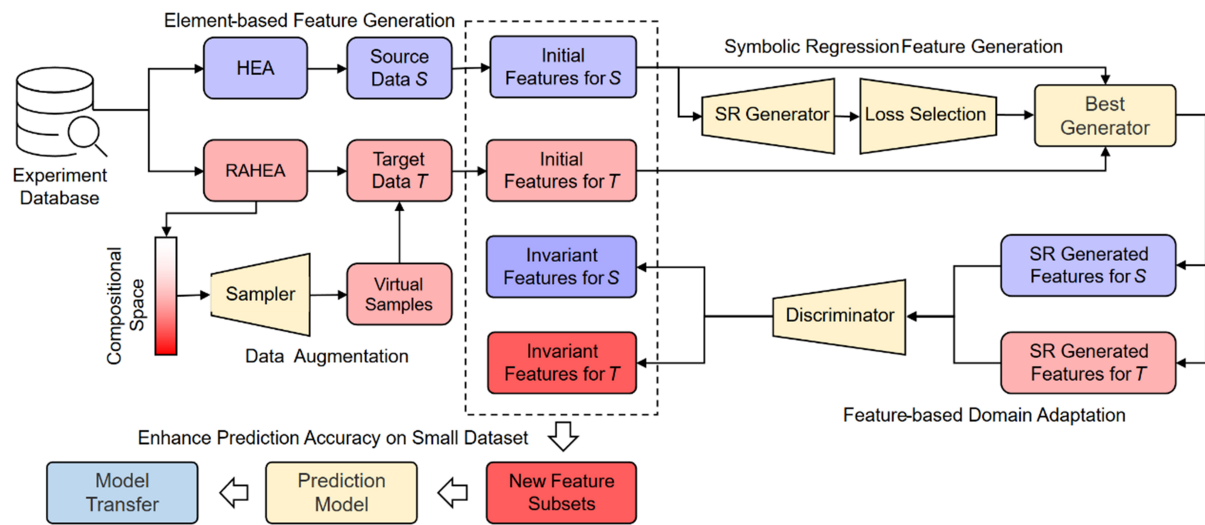 Element-based Feature Generation
Symbolic Regression Feature Generation
HEA
Source
Data S
Initial
Features for S
SR Generator
Loss Selection
Best
Generator
Experiment
Database
RAHEA
Target
Data T
Initial
Features for T
Compositional
Space
Sampler
Virtual
Samples
Data Augmentation
Invariant
Features for S
Invariant
Features for T
Discriminator
SR Generated
Features for S
SR Generated
Features for T
Feature-based Domain Adaptation
Enhance Prediction Accuracy on Small Dataset
Model
Transfer
Prediction
Model
New Feature
Subsets